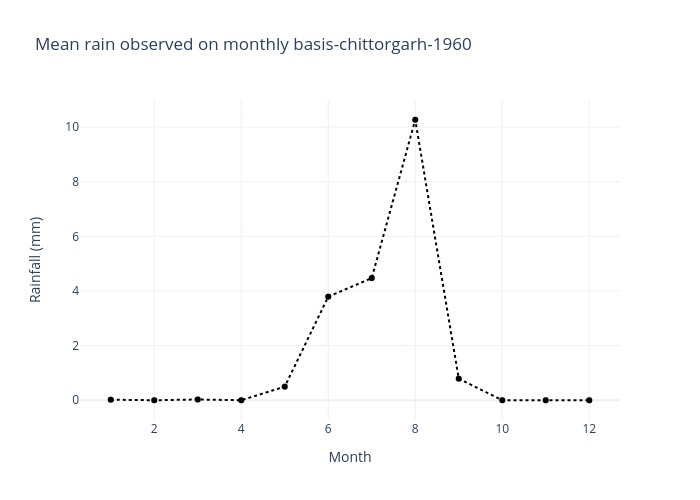 Mean rain observed on monthly basis-chittorgarh-1960
10
8
6
4
2
0
Rainfall (mm)
2 4 6 8 10 12
Month